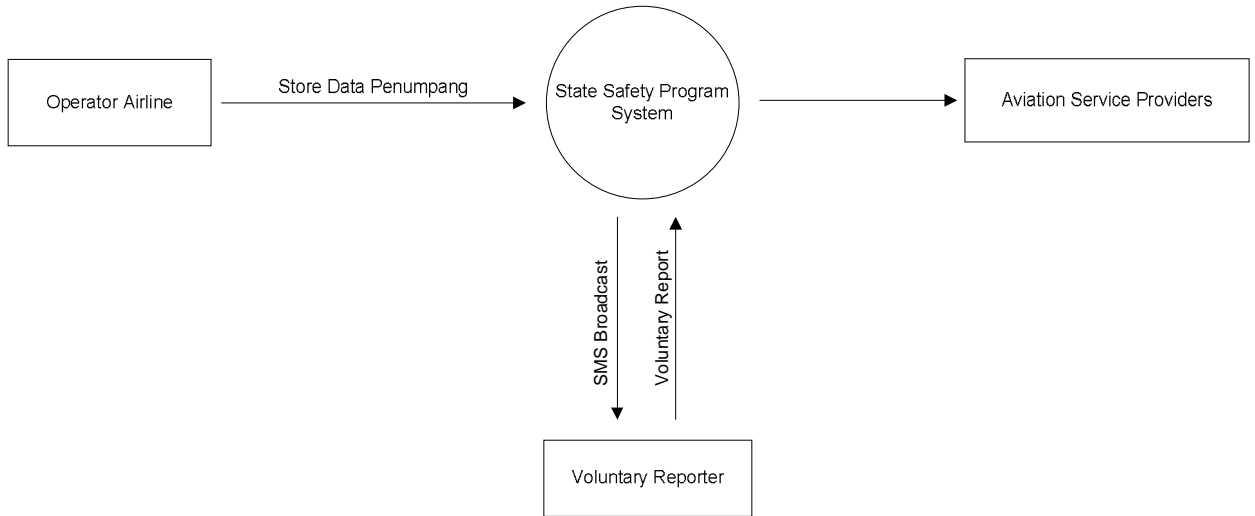 Operator Airline
Store Data Penumpang
State Safety Program
System
Aviation Service Providers
SMS Broadcast
Voluntary Report
Voluntary Reporter